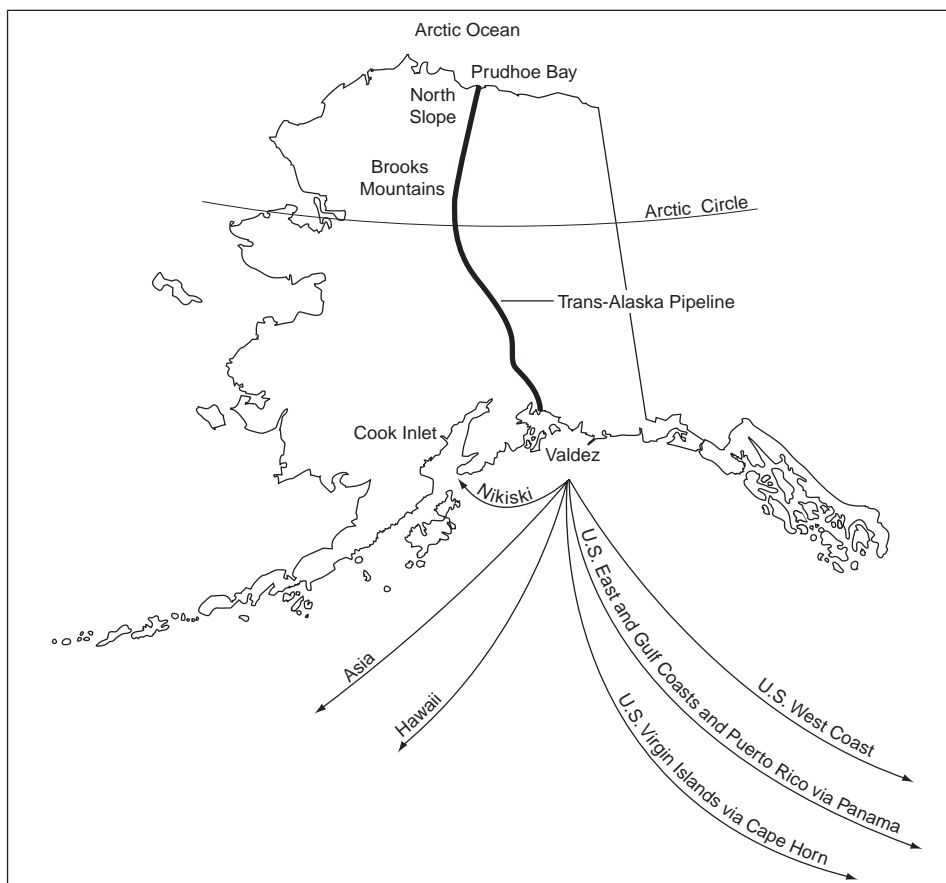 Arctic Ocean
Prudhoe Bay
North
Slope
Brooks
Mountains
Arctic Circle
Trans-Alaska Pipeline
Cook Inlet
Valdez
Nikiski
Asia
Hawaii
U.S. West Coast
U.S. East and Gulf Coasts and Puerto Rico via Panama
U.S. Virgin Islands via Cape Horn